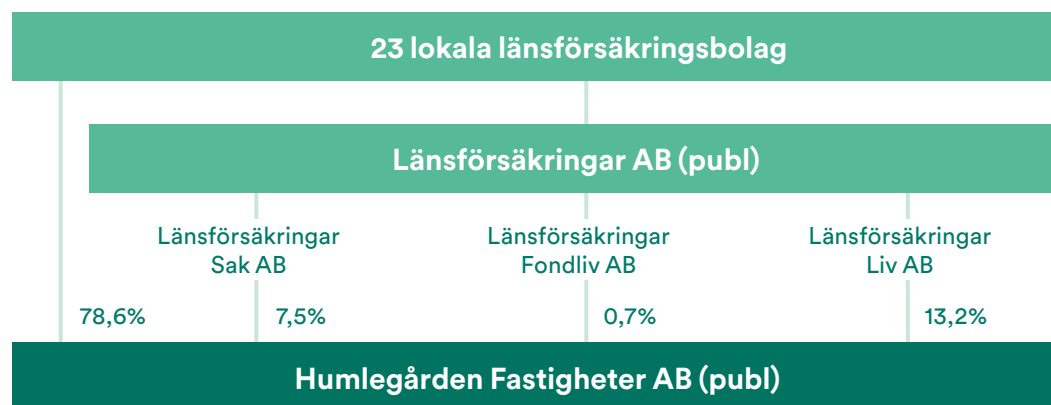 23 lokala länsförsäkringsbolag
Länsförsäkringar AB (publ)
Länsförsäkringar
Sak AB
Länsförsäkringar
Fondliv AB
Länsförsäkringar
Liv AB
78,6%
7,5%
0,7%
13,2%
Humlegården Fastigheter AB (publ)